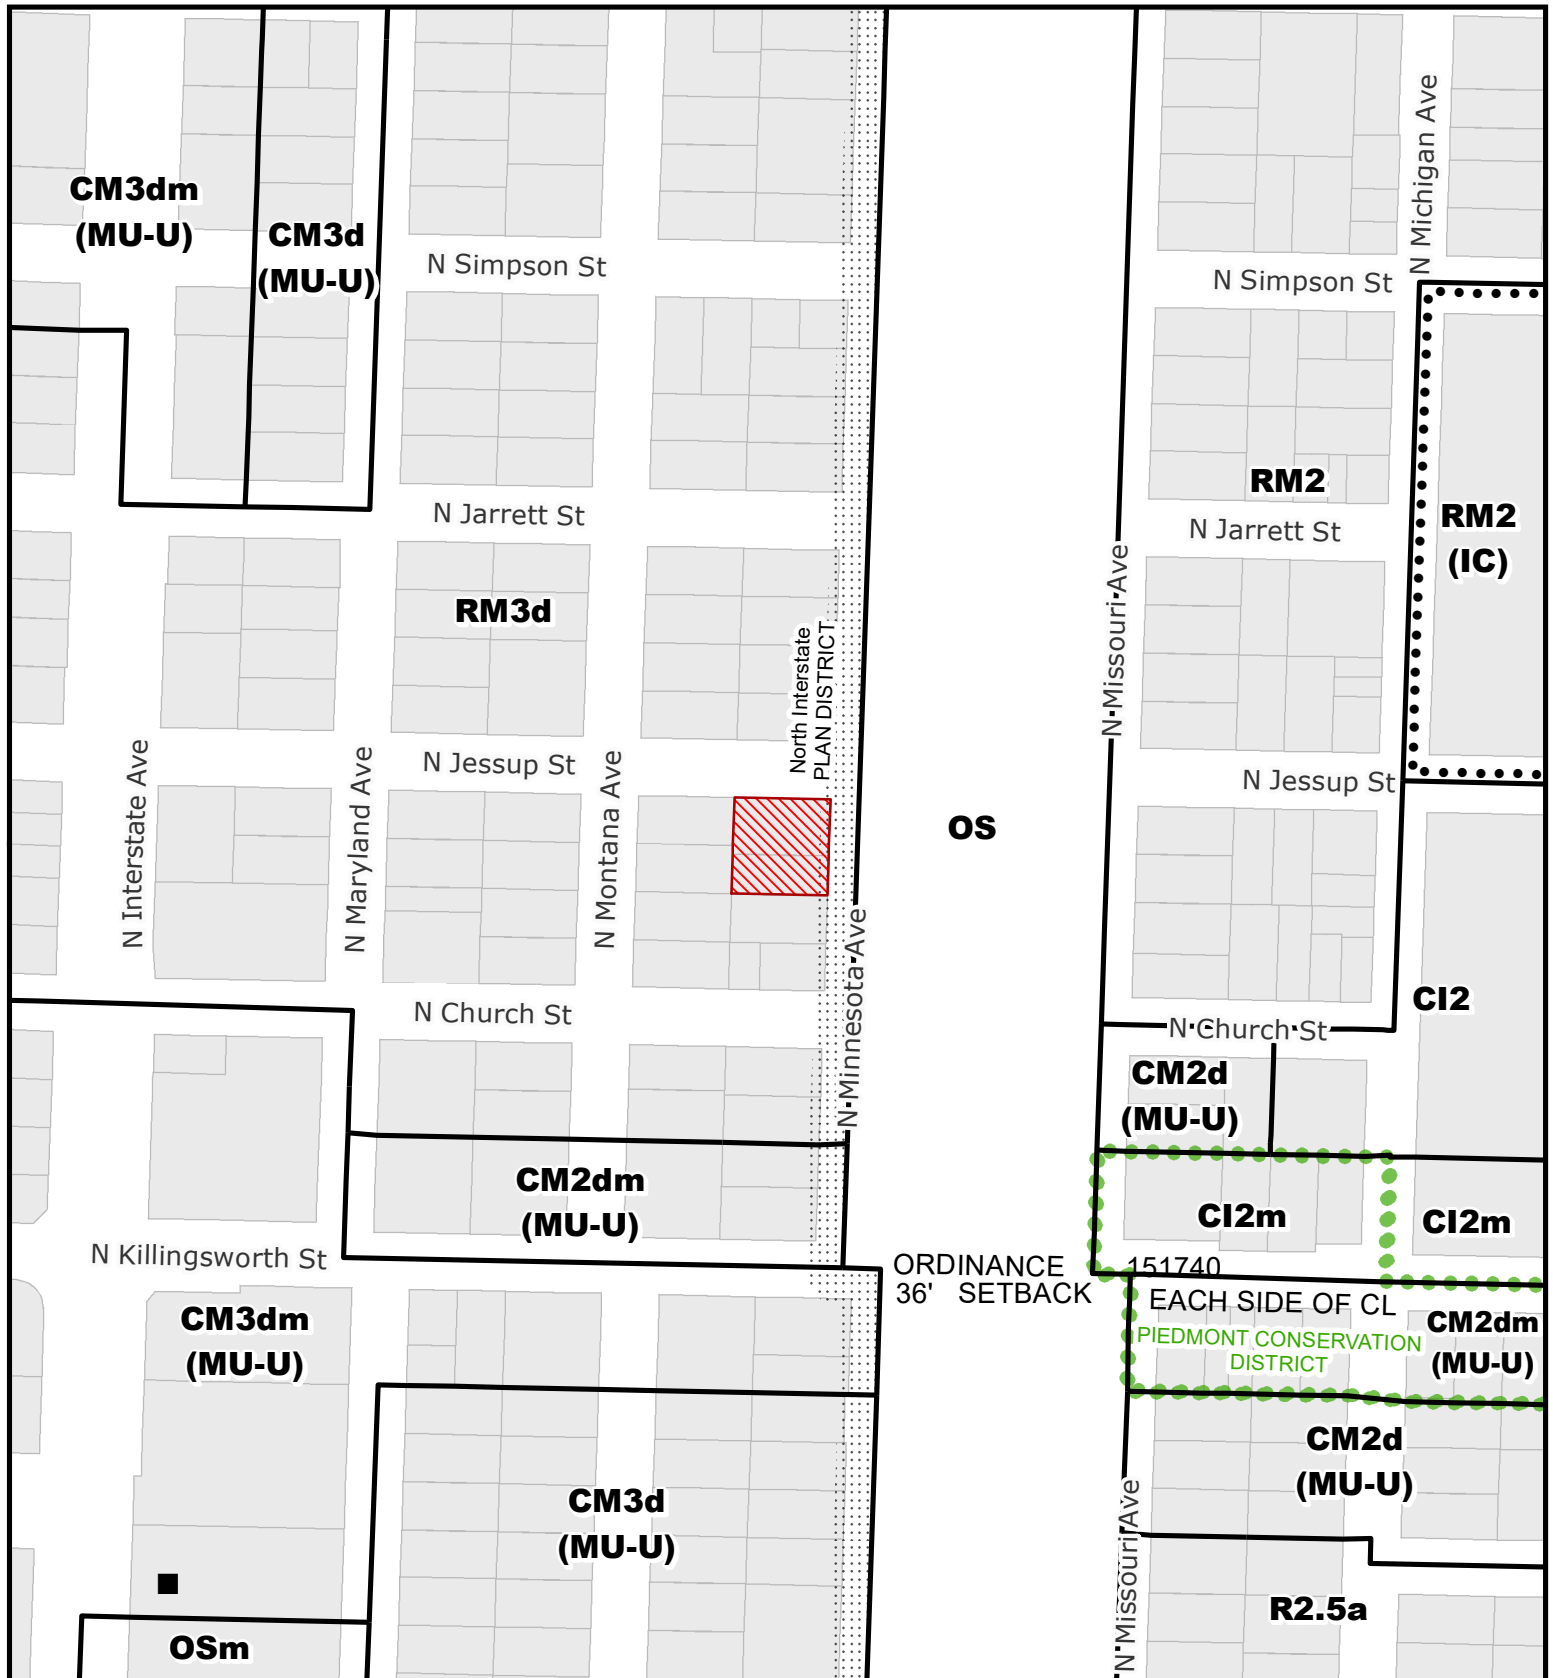 N Michigan Ave
CM3dm
(MU-U)
CM3d
(MU-U)
N Simpson St
N Simpson St
RM2
N Jarrett St
N Jarrett St
RM2
(IC)
RM3d
N Missouri Ave
North Interstate
PLAN DISTRICT
N Interstate Ave
N Maryland Ave
N Jessup St
N Montana Ave
N Jessup St
OS
N Minnesota Ave
N Church St
CI2
N Church St
CM2d
(MU-U)
CM2dm
(MU-U)
CI2m
CI2m
N Killingsworth St
ORDINANCE 151740
36' SETBACK EACH SIDE OF CL
CM3dm
(MU-U)
PIEDMONT CONSERVATION
DISTRICT
CM2dm
(MU-U)
CM2d
(MU-U)
CM3d
(MU-U)
N Missouri Ave
R2.5a
OSm